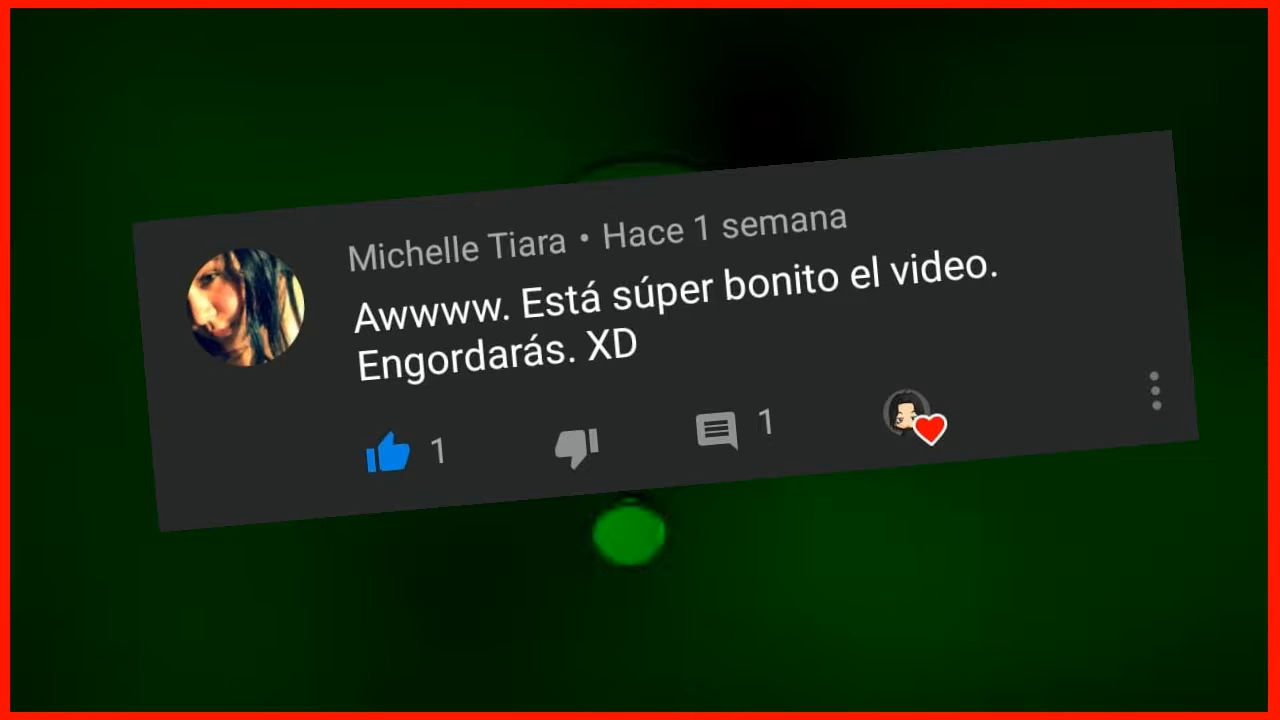 Michelle Tiara • Hace 1 semana
Awwww. Está súper bonito el video.
Engordarás. XD
1 1